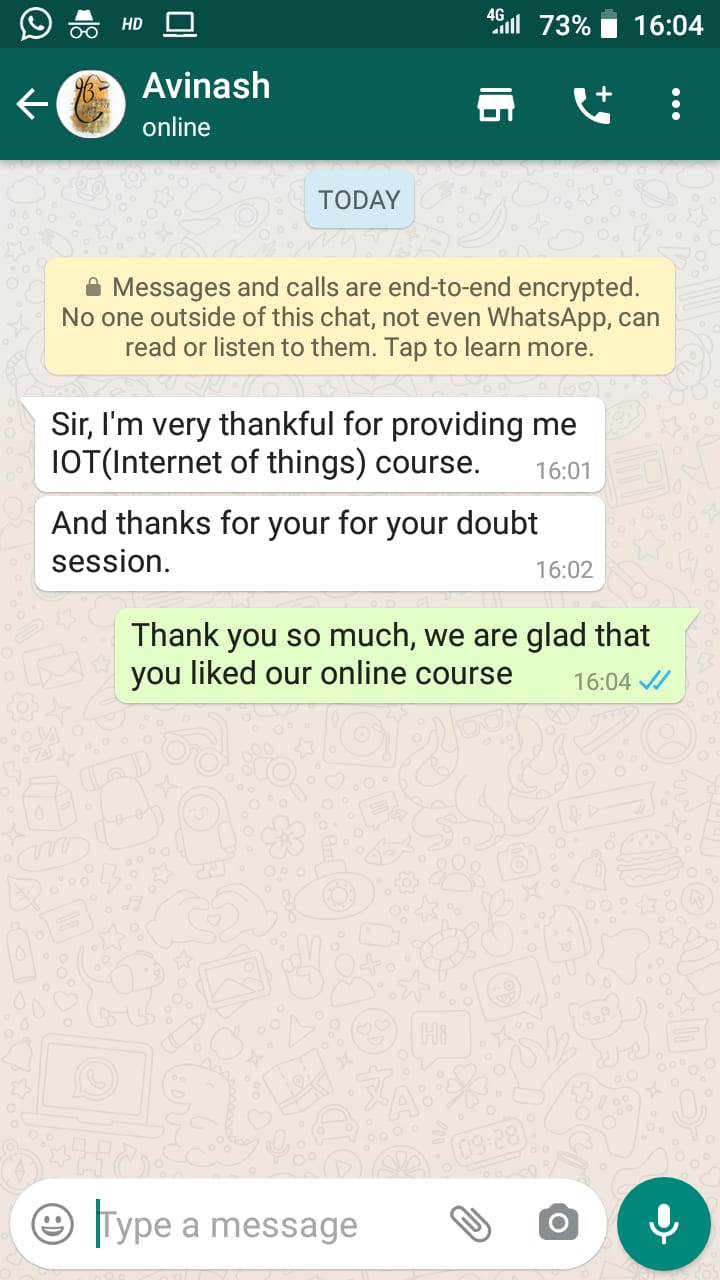 HD 4G 73% 16:04
Avinash
online
TODAY
Messages and calls are end-to-end encrypted.
No one outside of this chat, not even WhatsApp, can
read or listen to them. Tap to learn more.
Sir, I'm very thankful for providing me
IOT(Internet of things) course. 16:01
And thanks for your for your doubt
session. 16:02
Thank you so much, we are glad that
you liked our online course 16:04
Hi
09:28
Type a message